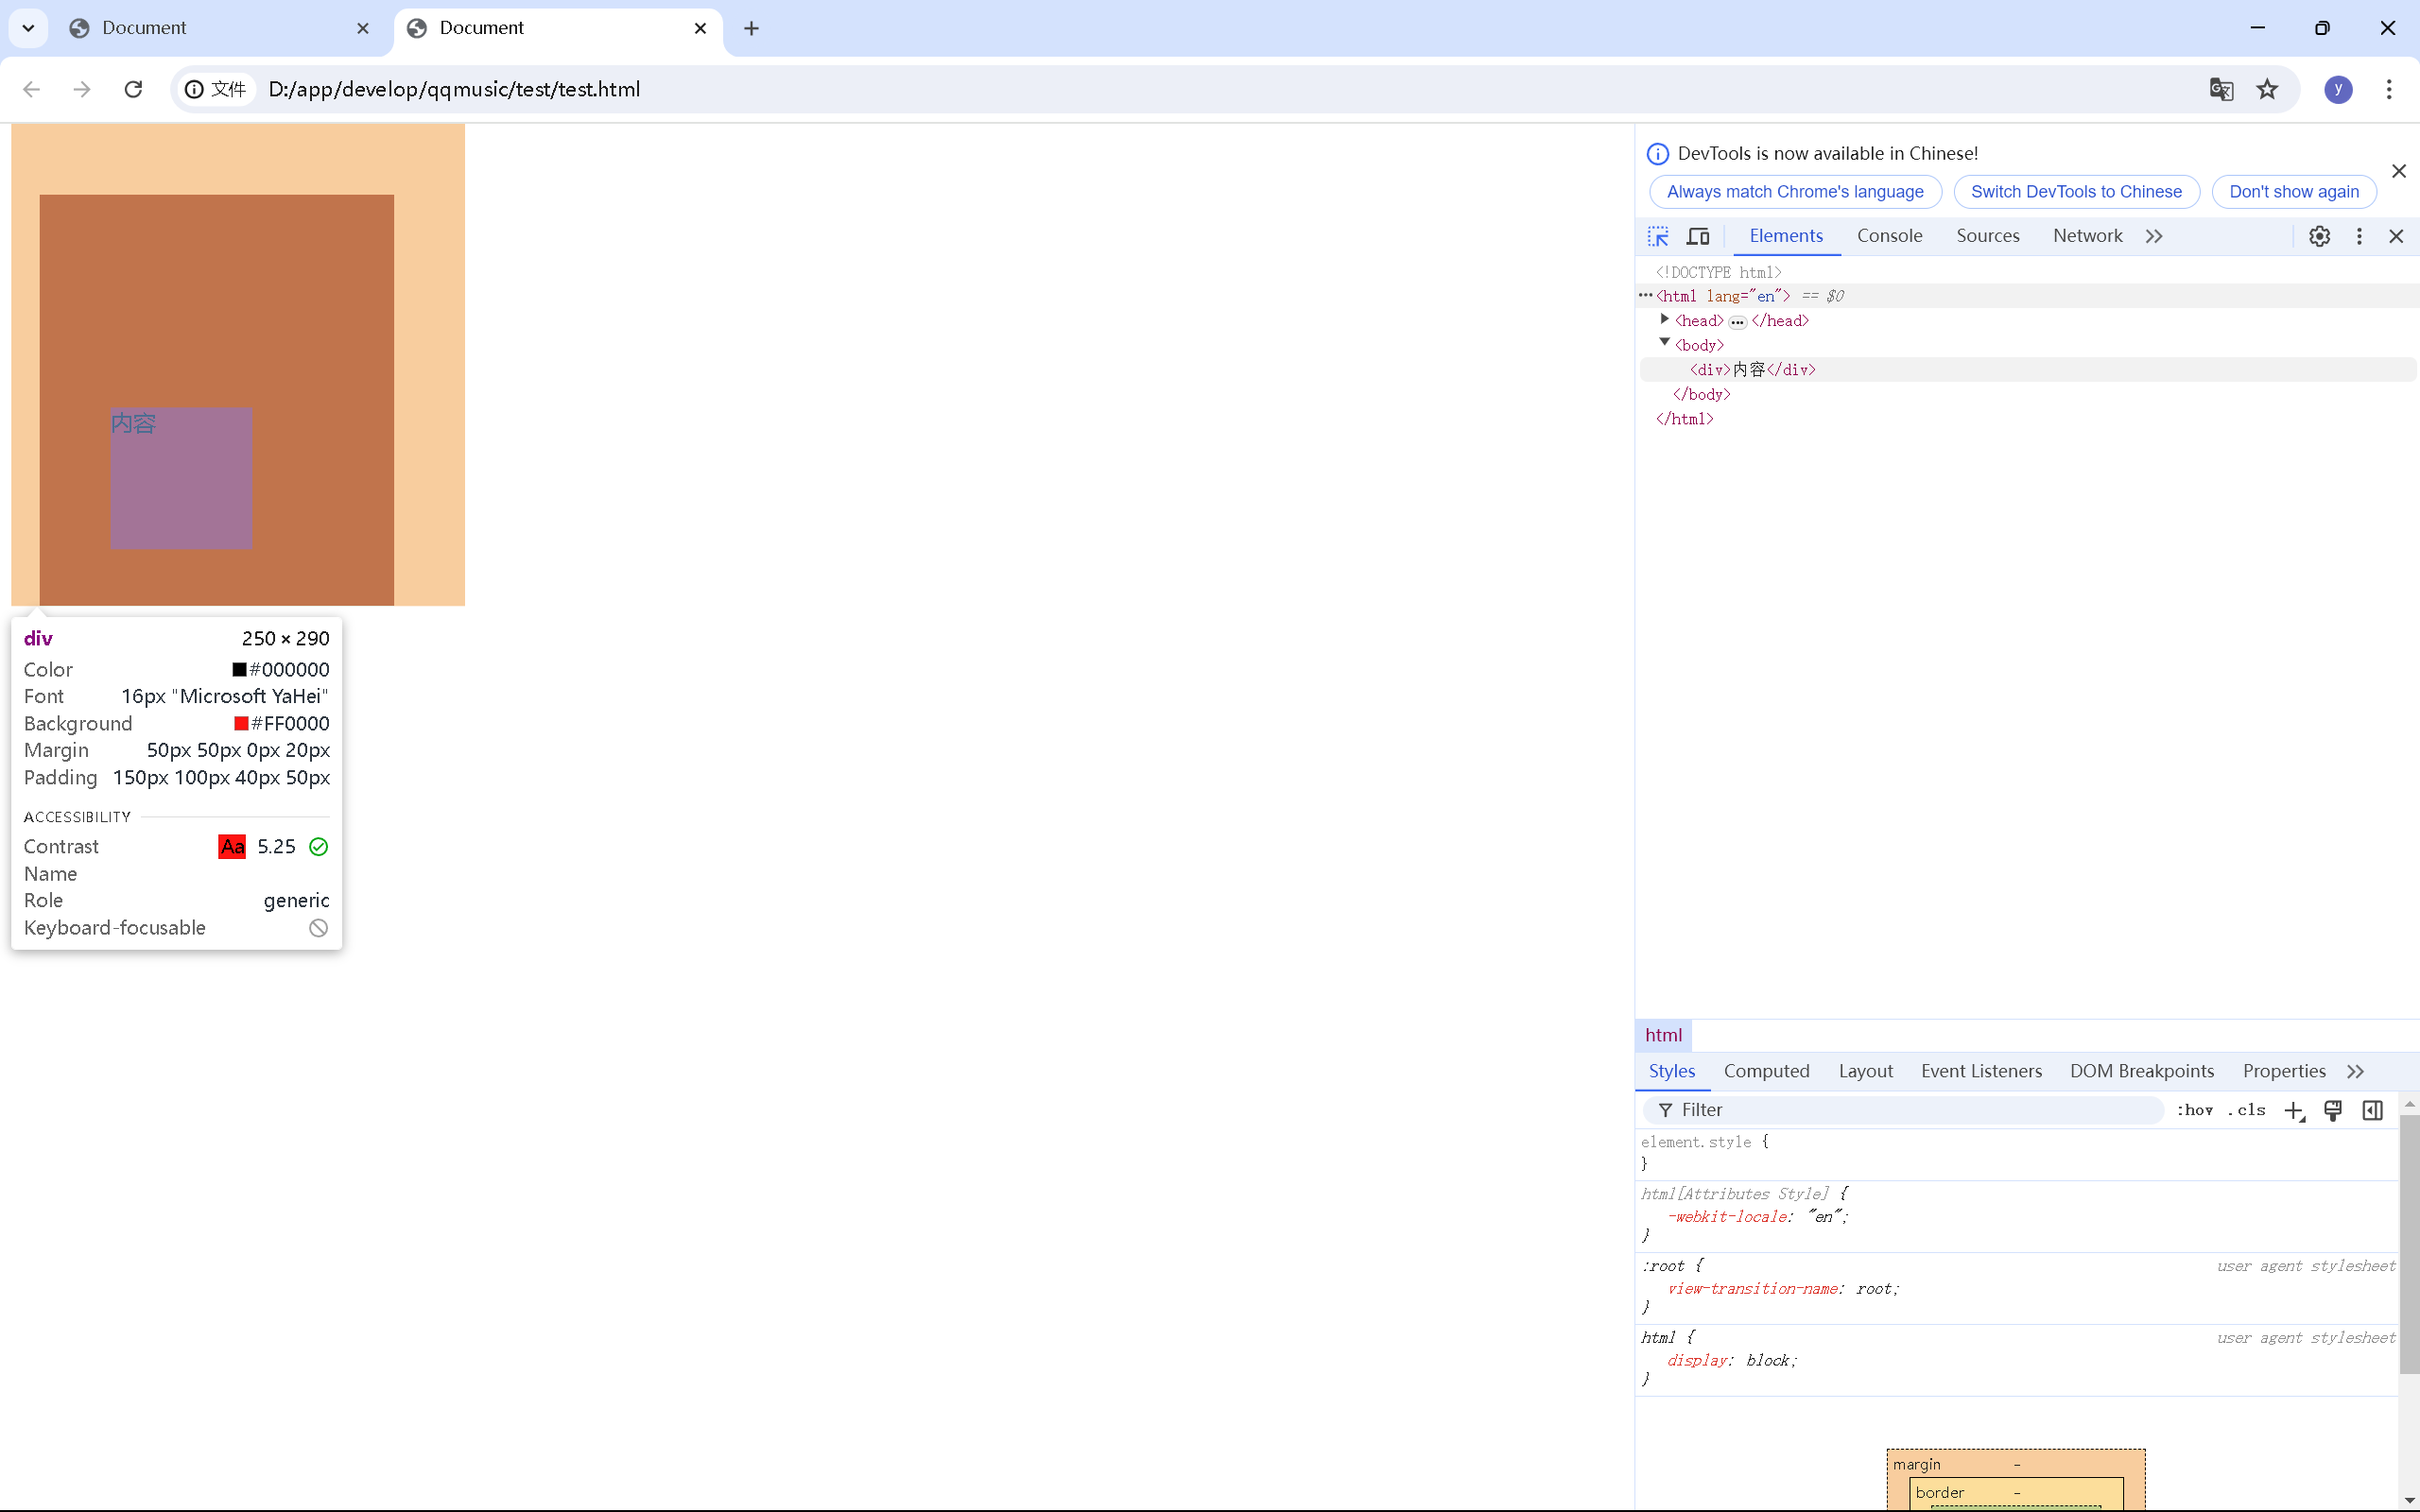 Document
Document
文件
D:/app/develop/qqmusic/test/test.html
y
DevTools is now available in Chinese!
Always match Chrome's language
Switch DevTools to Chinese
Don't show again
Elements
Console
Sources
Network
<!DOCTYPE html>
<html lang="en"> == $0
<head> </head>
<body>
<div>内容</div>
</body>
</html>
内容
div 250 × 290
Color #000000
Font 16px "Microsoft YaHei"
Background #FF0000
Margin 50px 50px 0px 20px
Padding 150px 100px 40px 50px
ACCESSIBILITY
Contrast Aa 5.25
Name
Role generic
Keyboard-focusable
html
Styles
Computed
Layout
Event Listeners
DOM Breakpoints
Properties
Filter
:hov
.cls
element.style {
}
html[Attributes Style] {
-webkit-locale: "en";
}
:root { user agent stylesheet
view-transition-name: root;
}
html { user agent stylesheet
display: block;
}
margin -
border -